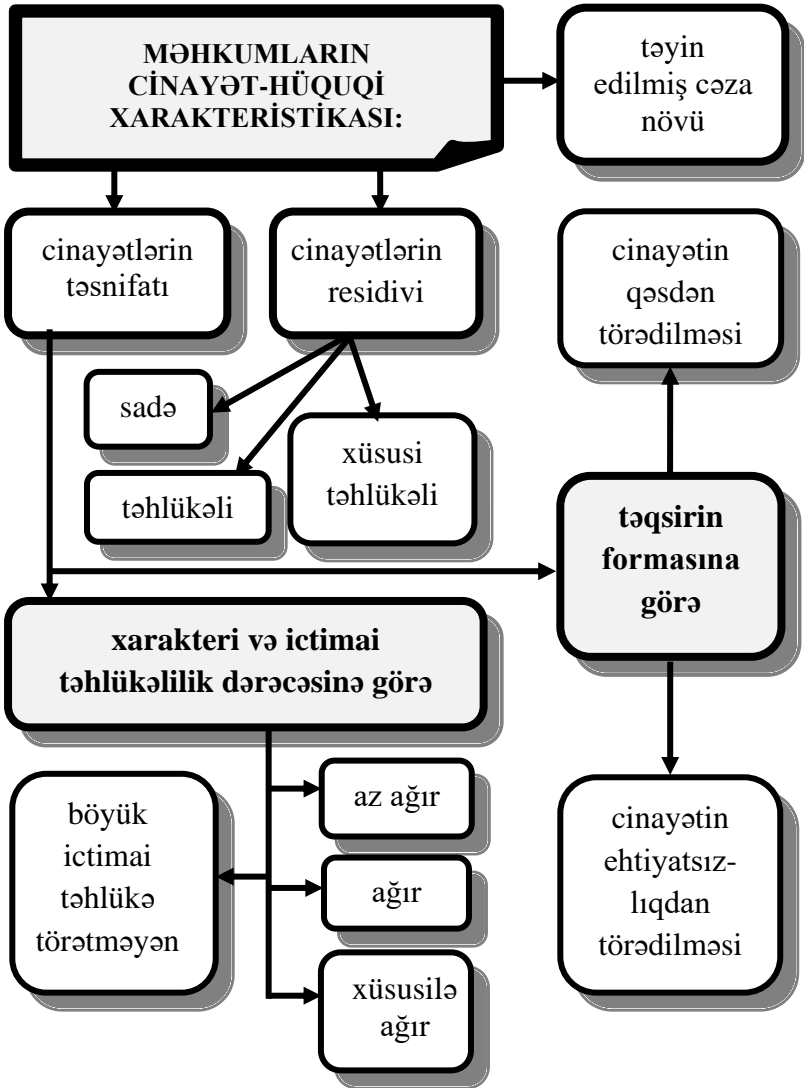 MƏHKUMLARIN
CİNAYƏT-HÜQUQİ
XARAKTERİSTİKASI:
təyin
edilmiş cəza
növü
cinayətlərin
təsnifatı
cinayətlərin
residivi
cinayətin
qəsdən
törədilməsi
sadə
təhlükəli
xüsusi
təhlükəli
təqsirin
formasına
görə
xarakteri və ictimai
təhlükəlilik dərəcəsinə görə
böyük
ictimai
təhlükə
törətməyən
az ağır
ağır
xüsusilə
ağır
cinayətin
ehtiyatsız-
lıqdan
törədilməsi